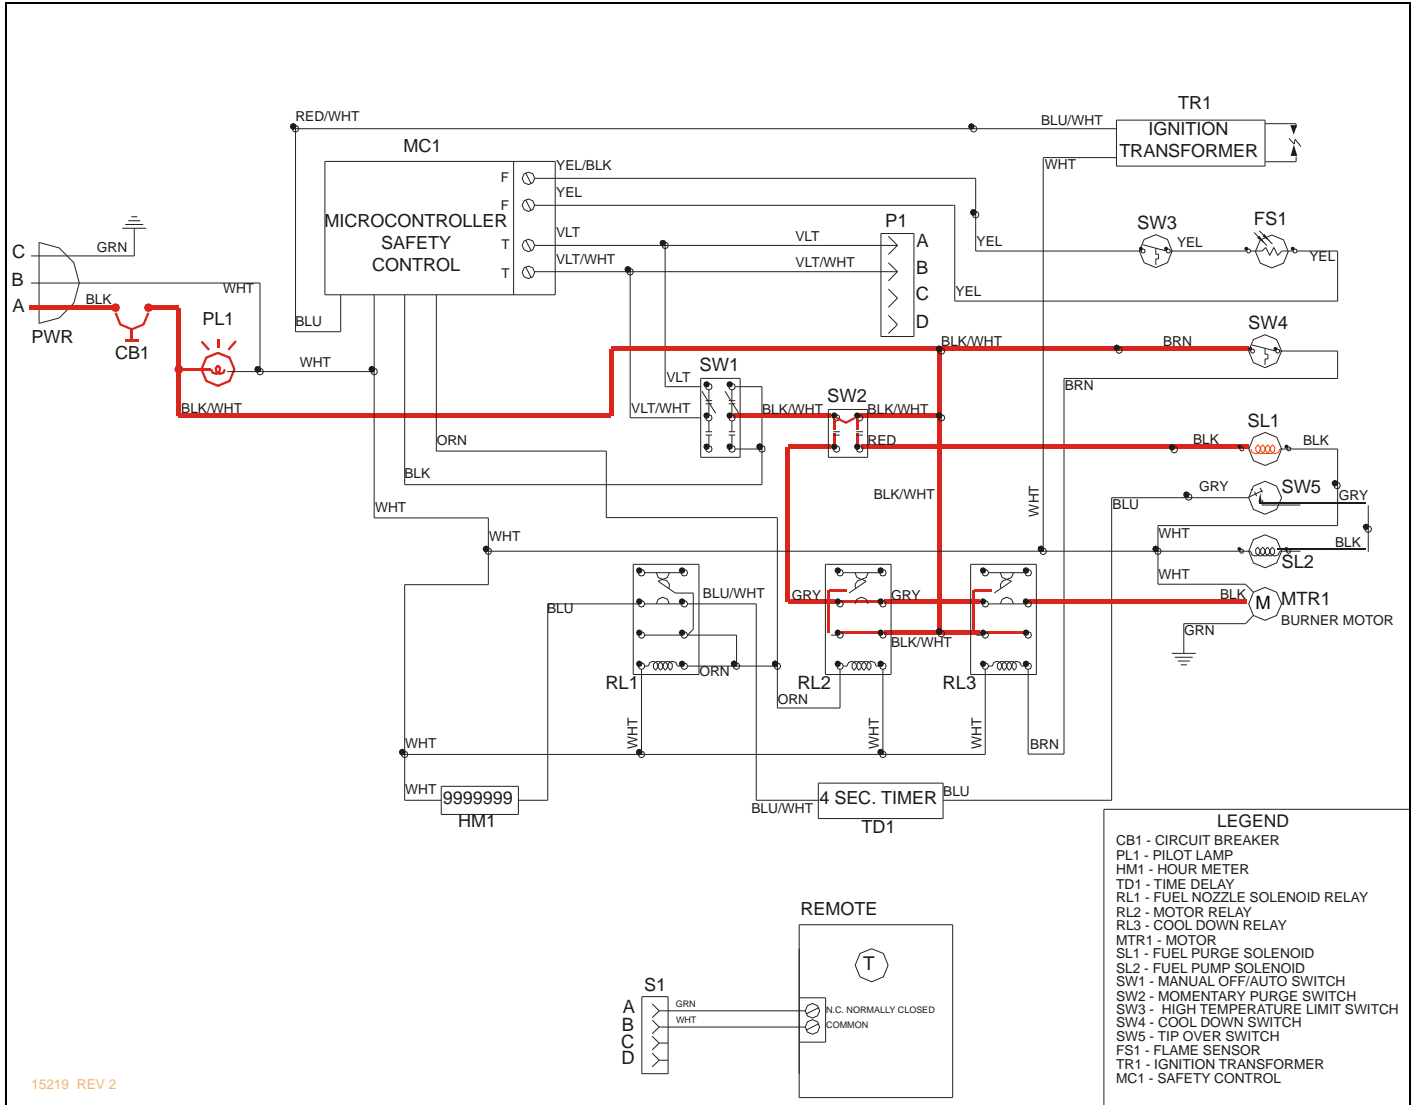 RED/WHT
BLU/WHT
TR1
IGNITION
TRANSFORMER
WHT
MC1
MICROCONTROLLER
SAFETY
CONTROL
F
F
T
T
YEL/BLK
YEL
VLT
VLT/WHT
VLT
VLT/WHT
P1
A
B
C
D
SW3
FS1
YEL
YEL
YEL
YEL
C
B
A
GRN
WHT
BLK
PWR
CB1
PL1
BLU
WHT
BLK/WHT
SW4
BLK/WHT
BRN
BRN
SW1
VLT
VLT/WHT
BLK/WHT
SW2
BLK/WHT
RED
ORN
BLK
SL1
BLK
BLK
BLK/WHT
WHT
GRY
SW5
GRY
BLU
WHT
WHT
WHT
BLK
SL2
WHT
BLU
BLU/WHT
GRY
GRY
BLK
M
MTR1
BURNER MOTOR
GRN
BLK/WHT
RL1
ORN
RL2
RL3
ORN
WHT
WHT
WHT
BRN
WHT
WHT
9999999
HM1
BLU/WHT
4 SEC. TIMER
BLU
TD1
LEGEND
CB1 - CIRCUIT BREAKER
PL1 - PILOT LAMP
HM1 - HOUR METER
TD1 - TIME DELAY
RL1 - FUEL NOZZLE SOLENOID RELAY
RL2 - MOTOR RELAY
RL3 - COOL DOWN RELAY
MTR1 - MOTOR
SL1 - FUEL PURGE SOLENOID
SL2 - FUEL PUMP SOLENOID
SW1 - MANUAL OFF/AUTO SWITCH
SW2 - MOMENTARY PURGE SWITCH
SW3 - HIGH TEMPERATURE LIMIT SWITCH
SW4 - COOL DOWN SWITCH
SW5 - TIP OVER SWITCH
FS1 - FLAME SENSOR
TR1 - IGNITION TRANSFORMER
MC1 - SAFETY CONTROL
REMOTE
T
S1
A
B
C
D
GRN
WHT
N.C. NORMALLY CLOSED
COMMON
15219 REV 2